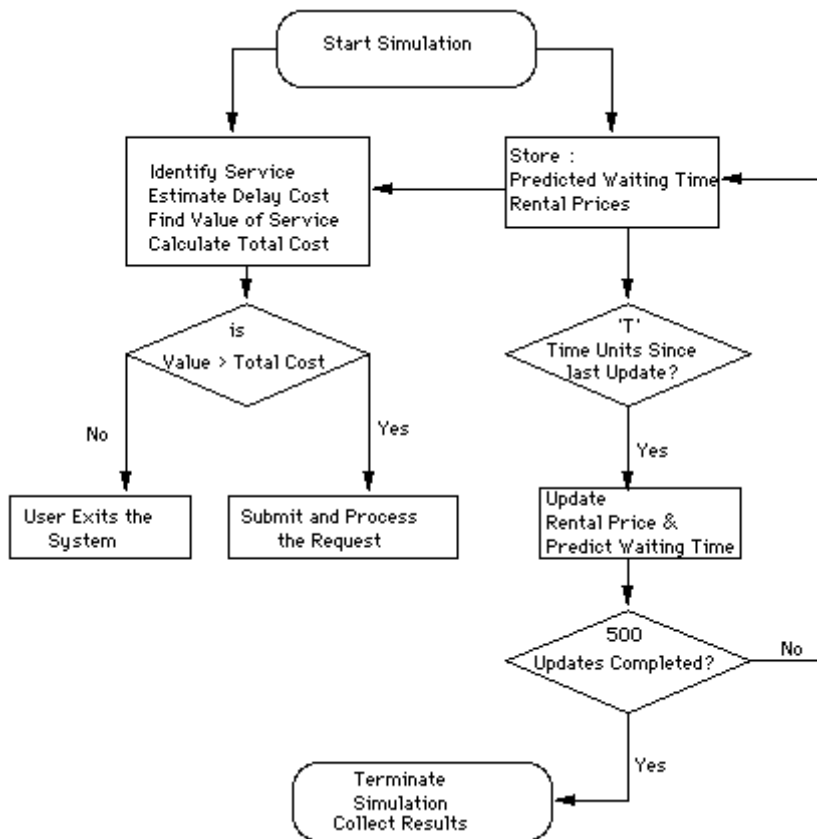 Start Simulation
Identify Service
Estimate Delay Cost
Find Value of Service
Calculate Total Cost
Store :
Predicted Waiting Time
Rental Prices
is
Value > Total Cost
'T'
Time Units Since
last Update?
No
Yes
Yes
User Exits the
System
Submit and Process
the Request
Update
Rental Price &
Predict Waiting Time
500
Updates Completed?
No
Yes
Terminate
Simulation
Collect Results